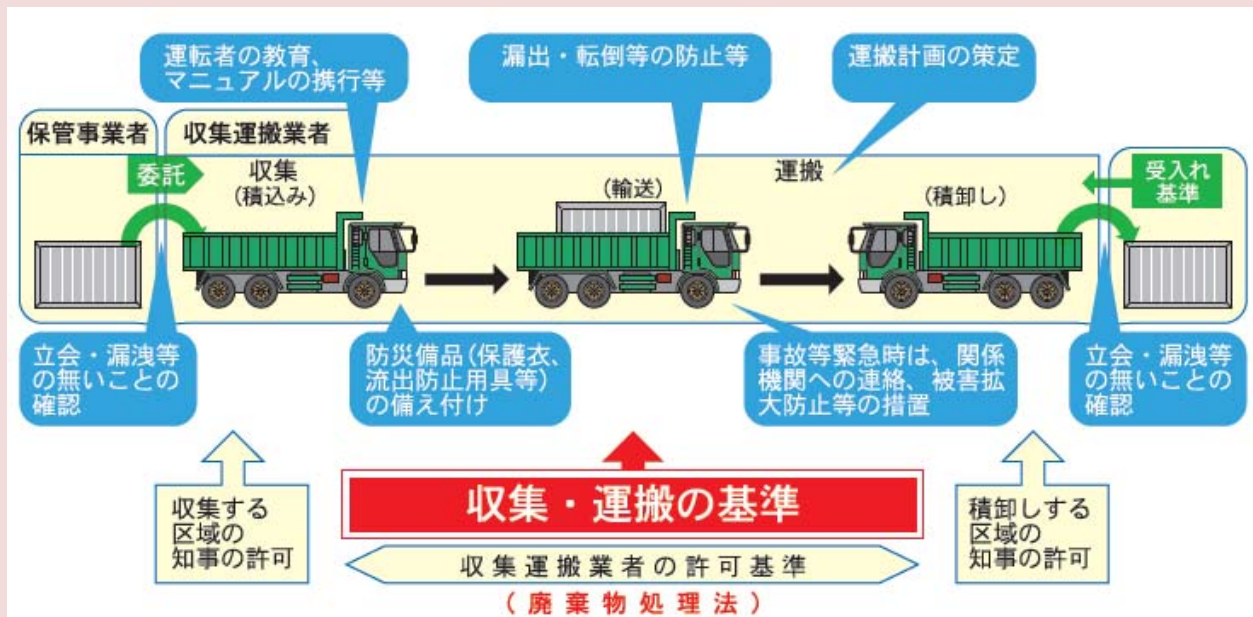 運転者の教育、
マニュアルの携行等
漏出・転倒等の防止等
運搬計画の策定
保管事業者
収集運搬業者
委託
収集
(積込み)
(輸送)
運搬
(積卸し)
受入れ
基準
立会・漏洩等
の無いことの
確認
防災備品(保護衣、
流出防止用具等)
の備え付け
事故等緊急時は、関係
機関への連絡、被害拡
大防止等の措置
立会・漏洩等
の無いことの
確認
収集する
区域の
知事の許可
収集・運搬の基準
収集運搬業者の許可基準
(廃棄物処理法)
積卸しする
区域の
知事の許可